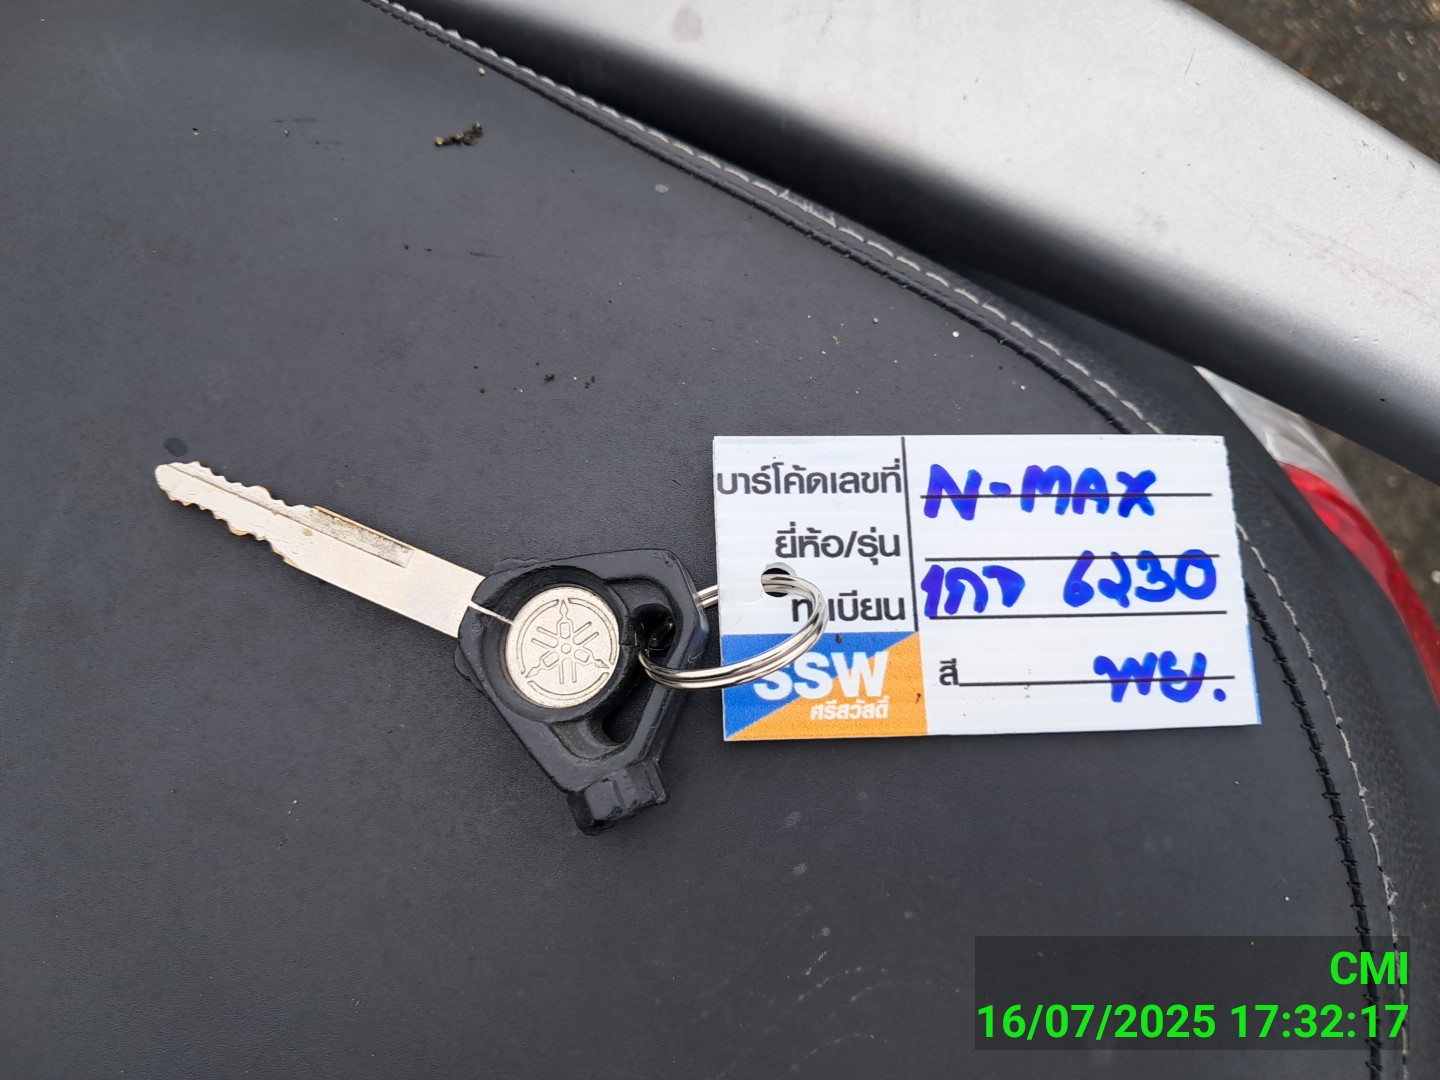 บาร์โค้ดเลขที่ N-MAX
ยี่ห้อ/รุ่น
ทะเบียน 1กว 6230
SSW
ศรีสวัสดิ์
สี พย.
CMI
16/07/2025 17:32:17